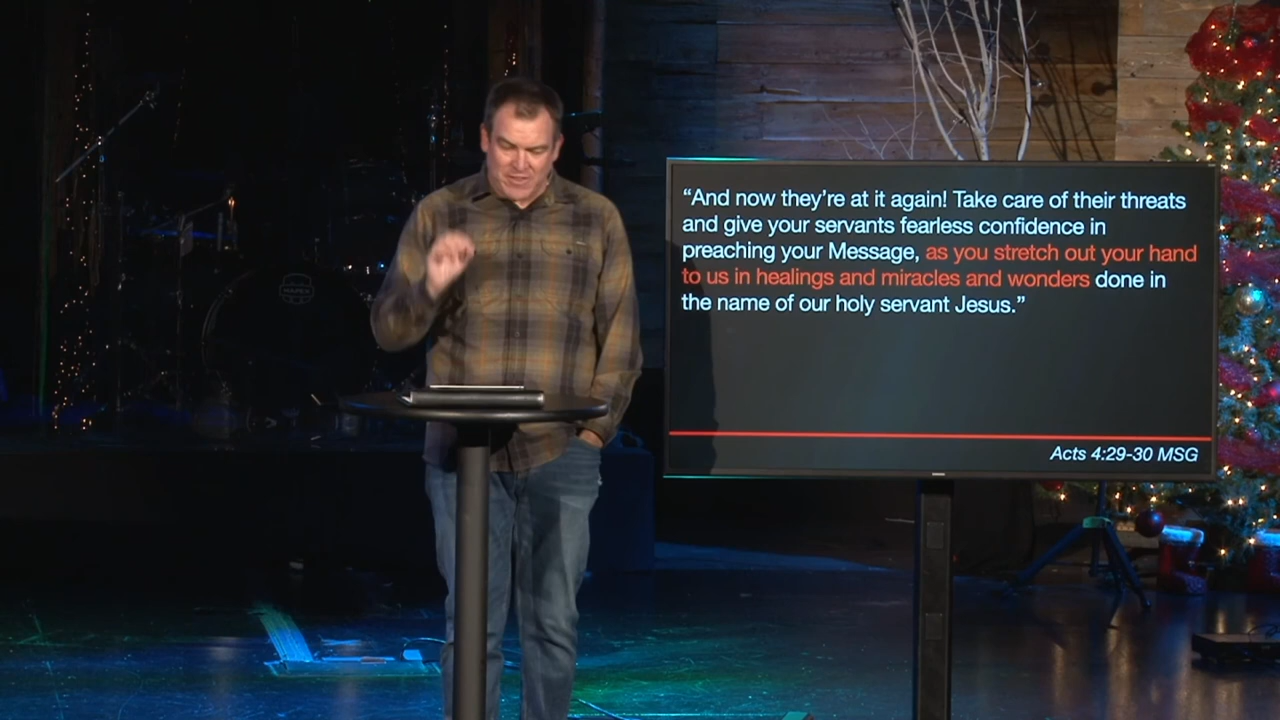 “And now they’re at it again! Take care of their threats
and give your servants fearless confidence in
preaching your Message, as you stretch out your hand
to us in healings and miracles and wonders done in
the name of our holy servant Jesus.”
Acts 4:29-30 MSG
MAPEX